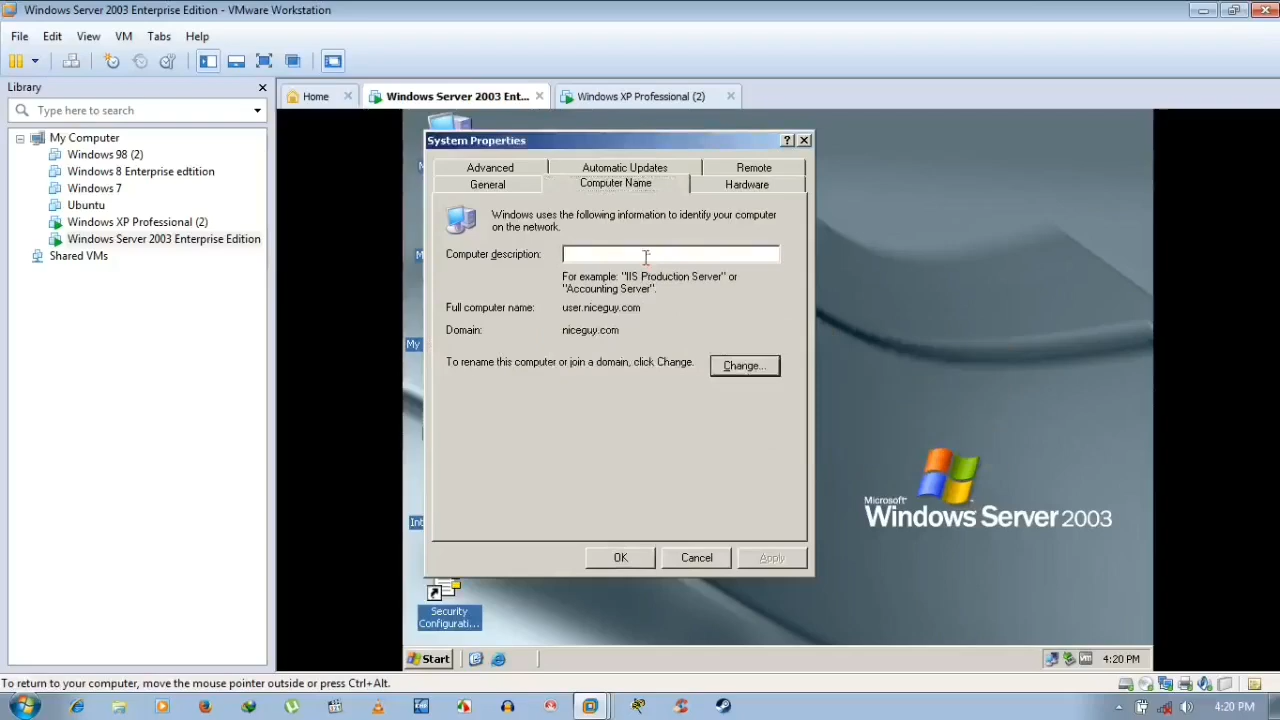 Windows Server 2003 Enterprise Edition - VMware Workstation
File Edit View VM Tabs Help
Library
Type here to search
My Computer
Windows 98 (2)
Windows 8 Enterprise edtition
Windows 7
Ubuntu
Windows XP Professional (2)
Windows Server 2003 Enterprise Edition
Shared VMs
Home
Windows Server 2003 Ent...
Windows XP Professional (2)
System Properties
Advanced Automatic Updates Remote
General Computer Name Hardware
Windows uses the following information to identify your computer
on the network.
Computer description:
For example: "IIS Production Server" or
"Accounting Server".
Full computer name: user.niceguy.com
Domain: niceguy.com
To rename this computer or join a domain, click Change.
Change...
OK Cancel Apply
My
Int
Security
Configurati...
Microsoft
Windows Server 2003
Start
4:20 PM
To return to your computer, move the mouse pointer outside or press Ctrl+Alt.
4:20 PM